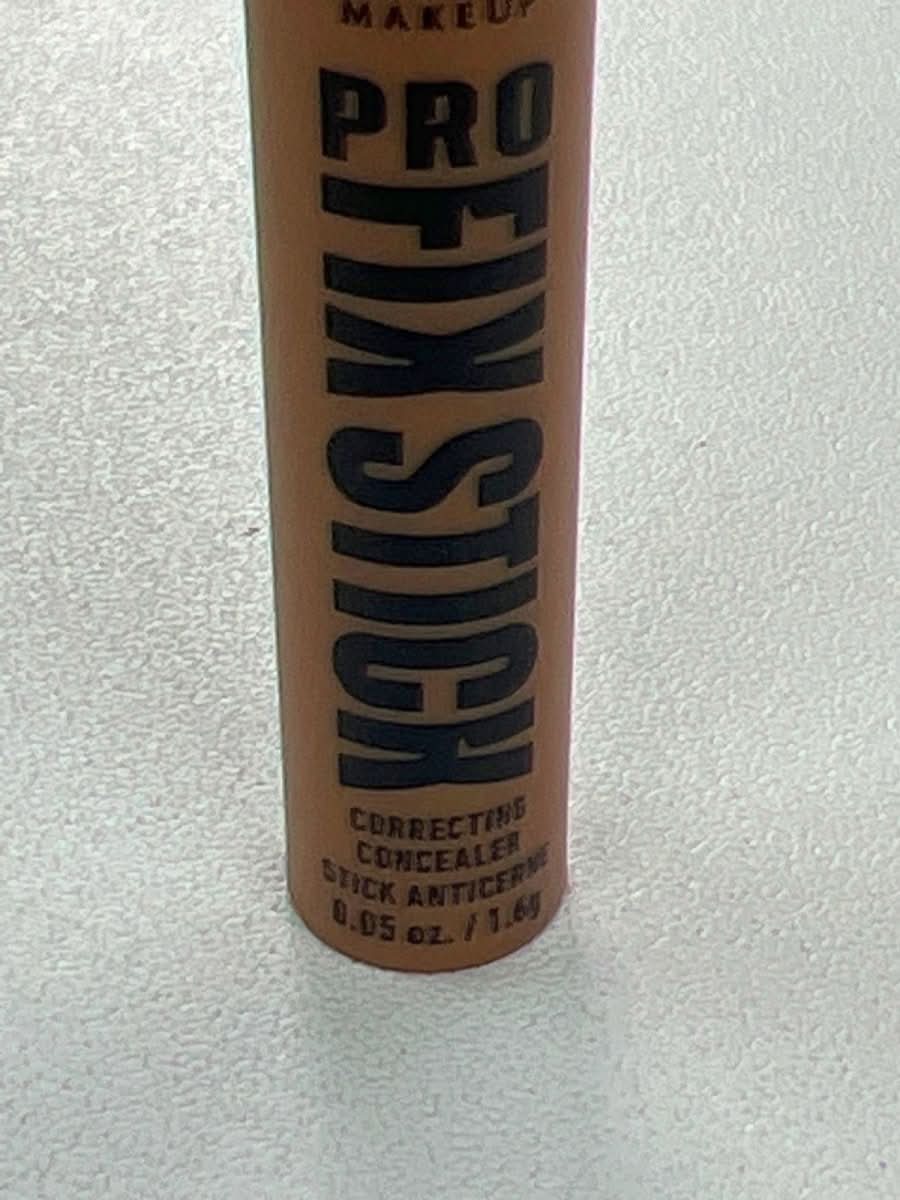 MAKEUP
PRO
FIX STICK
CORRECTING
CONCEALER
STICK ANTICERNE
0.05 oz. / 1.6g